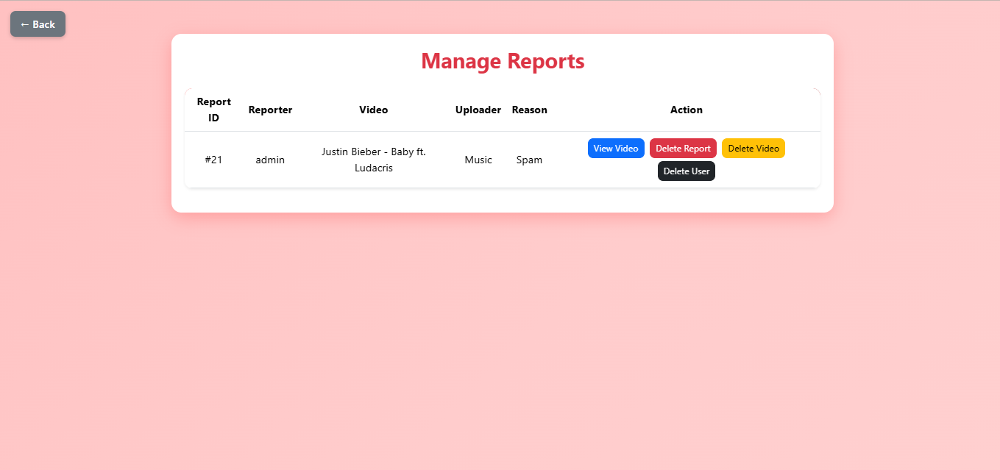 ← Back
Manage Reports
Report
ID
Reporter
Video
Uploader
Reason
Action
#21
admin
Justin Bieber - Baby ft.
Ludacris
Music
Spam
View Video
Delete Report
Delete Video
Delete User